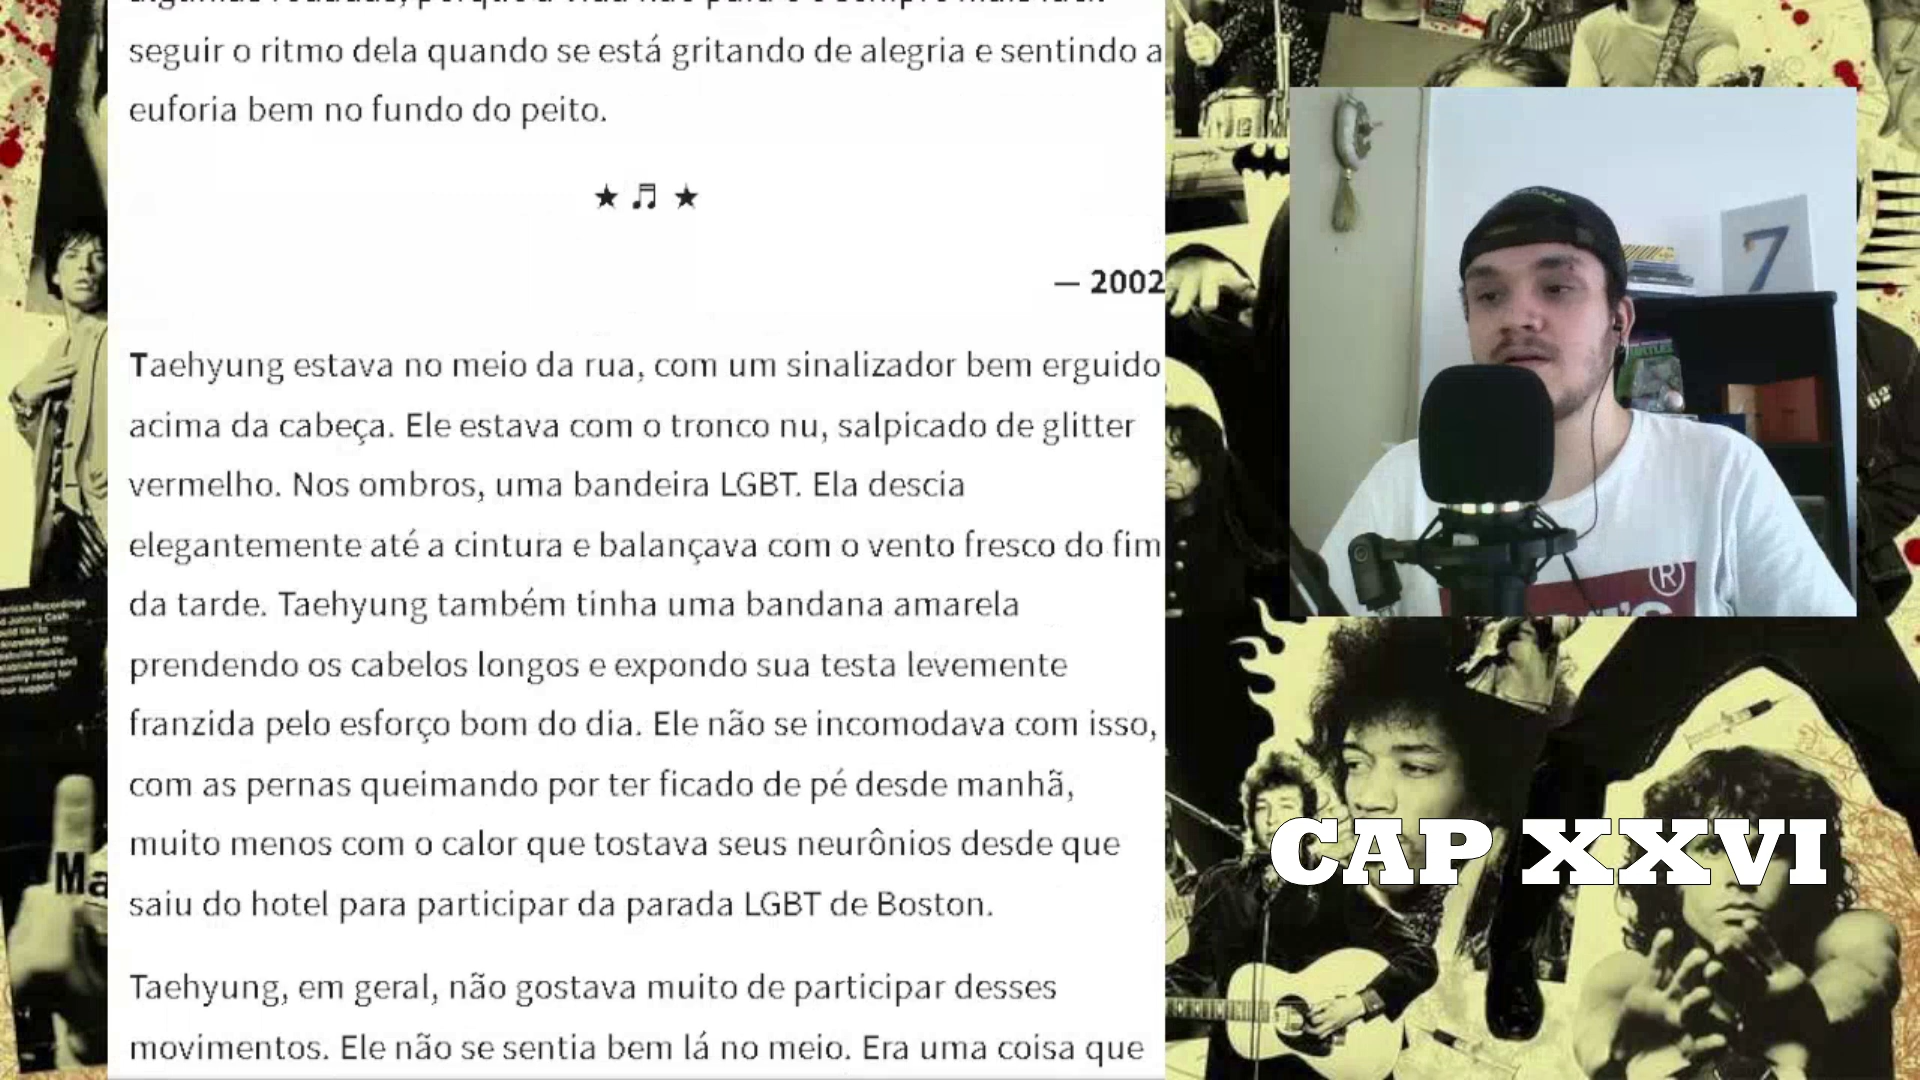 seguir o ritmo dela quando se está gritando de alegria e sentindo a
euforia bem no fundo do peito.
★ ♬ ★
— 2002
Taehyung estava no meio da rua, com um sinalizador bem erguido
acima da cabeça. Ele estava com o tronco nu, salpicado de glitter
vermelho. Nos ombros, uma bandeira LGBT. Ela descia
elegantemente até a cintura e balançava com o vento fresco do fim
da tarde. Taehyung também tinha uma bandana amarela
prendendo os cabelos longos e expondo sua testa levemente
franzida pelo esforço bom do dia. Ele não se incomodava com isso,
com as pernas queimando por ter ficado de pé desde manhã,
muito menos com o calor que tostava seus neurônios desde que
saiu do hotel para participar da parada LGBT de Boston.
Taehyung, em geral, não gostava muito de participar desses
movimentos. Ele não se sentia bem lá no meio. Era uma coisa que
7
®
62
CAP XXVI
Ma